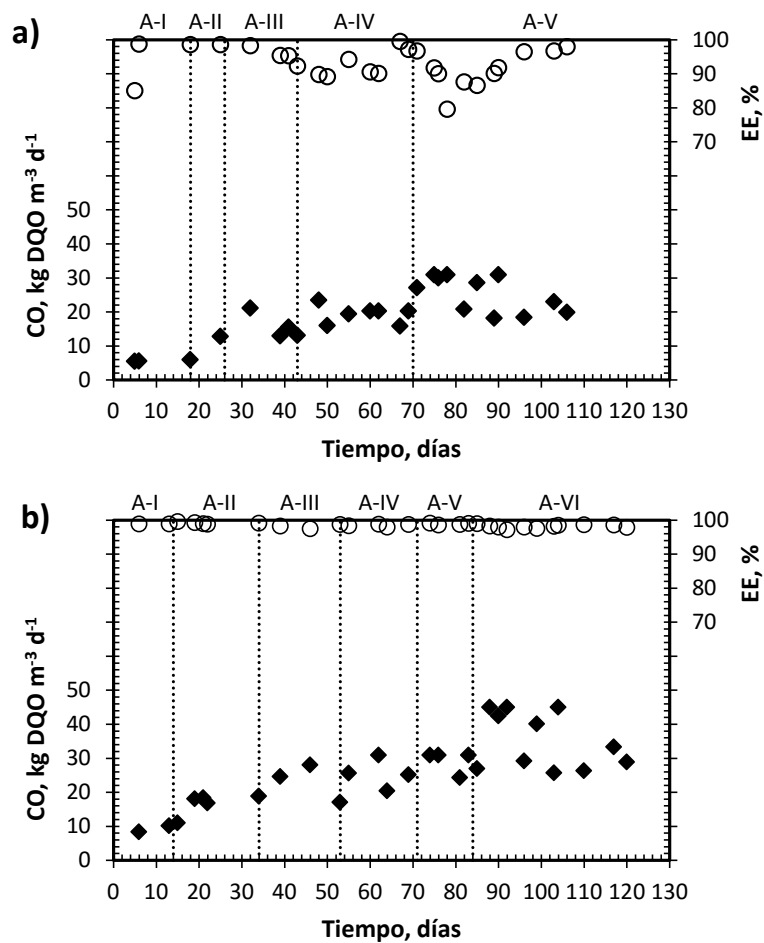 a)
A-I A-II A-III A-IV A-V
100
90
80
70
EE, %
50
40
30
20
10
0
CO, kg DQO m⁻³ d⁻¹
0 10 20 30 40 50 60 70 80 90 100 110 120 130
Tiempo, días
b)
A-I A-II A-III A-IV A-V A-VI
100
90
80
70
EE, %
50
40
30
20
10
0
CO, kg DQO m⁻³ d⁻¹
0 10 20 30 40 50 60 70 80 90 100 110 120 130
Tiempo, días